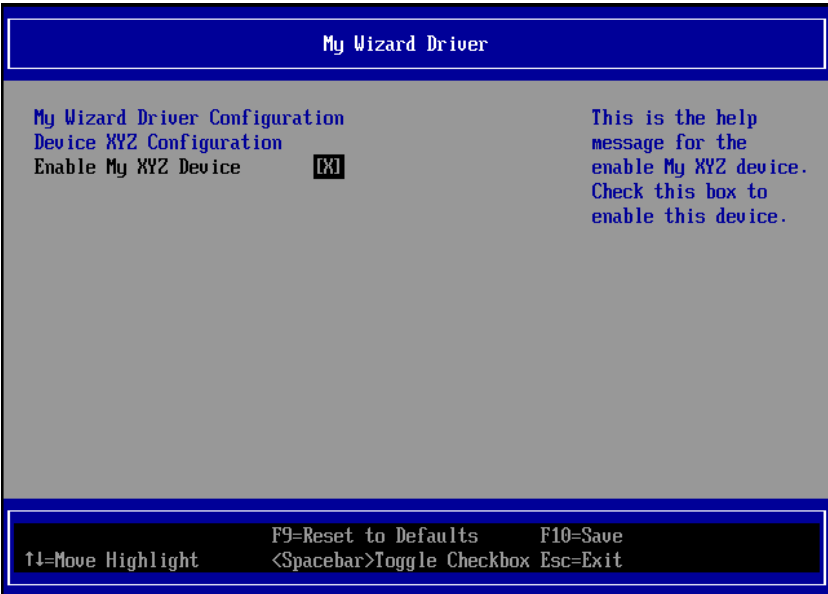 My Wizard Driver
My Wizard Driver Configuration
Device XYZ Configuration
Enable My XYZ Device [X]
This is the help
message for the
enable My XYZ device.
Check this box to
enable this device.
F9=Reset to Defaults F10=Save
↑↓=Move Highlight <Spacebar>Toggle Checkbox Esc=Exit